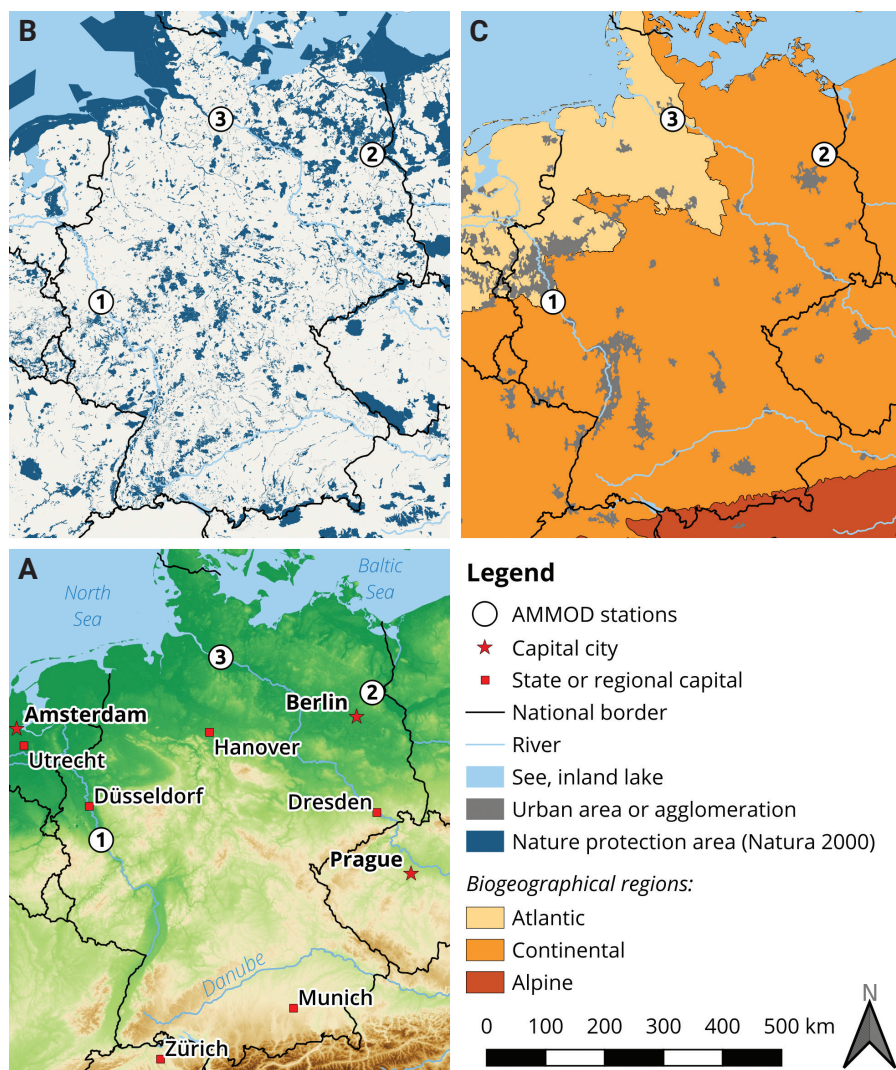 B
3
2
1
C
3
2
1
A
North
Sea
Baltic
Sea
3
2
Berlin
Amsterdam
Hanover
Utrecht
Düsseldorf
Dresden
1
Prague
Danube
Munich
Zürich
Legend
AMMOD stations
Capital city
State or regional capital
National border
River
See, inland lake
Urban area or agglomeration
Nature protection area (Natura 2000)
Biogeographical regions:
Atlantic
Continental
Alpine
N
0 100 200 300 400 500 km